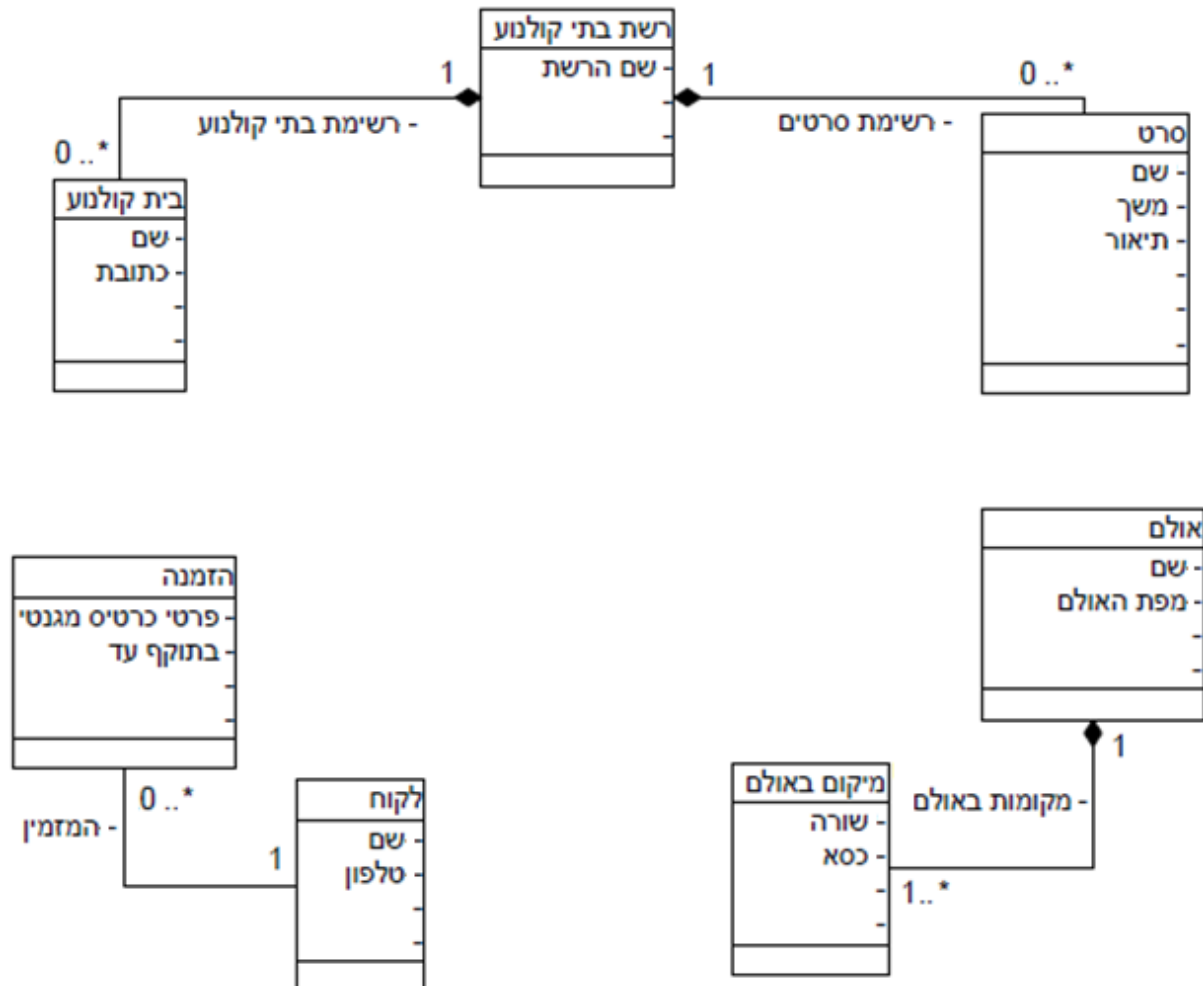 רשת בתי קולנוע
- שם הרשת
-
-
1
1
0 ..*
- רשימת בתי קולנוע
- רשימת סרטים
0 ..*
בית קולנוע
- שם
- כתובת
-
-
סרט
- שם
- משך
- תיאור
-
-
-
אולם
- שם
- מפת האולם
-
-
1
- מקומות באולם
1..*
מיקום באולם
- שורה
- כסא
-
-
הזמנה
- פרטי כרטיס מגנטי
- בתוקף עד
-
-
0 ..*
- המזמין
1
לקוח
- שם
- טלפון
-
-